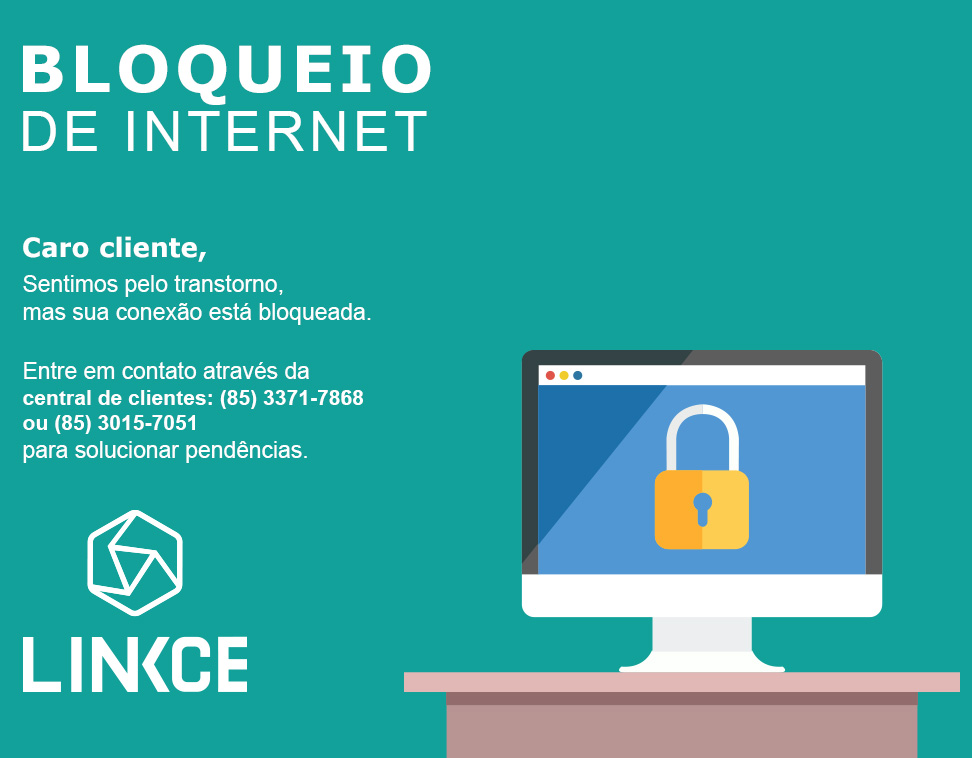 BLOQUEIO
DE INTERNET
Caro cliente,
Sentimos pelo transtorno,
mas sua conexão está bloqueada.
Entre em contato através da
central de clientes: (85) 3371-7868
ou (85) 3015-7051
para solucionar pendências.
LINKCE